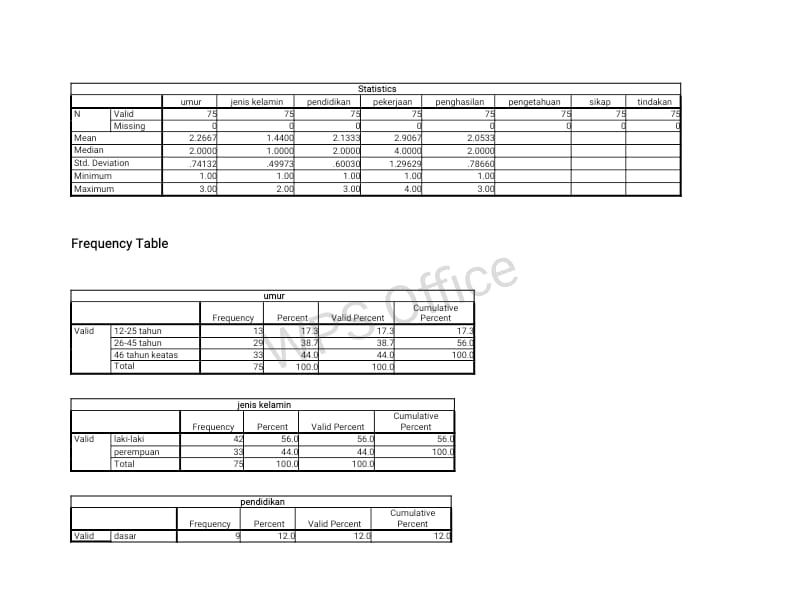 Statistics
umur jenis kelamin pendidikan pekerjaan penghasilan pengetahuan sikap tindakan
N Valid 75 75 75 75 75 75 75 75
Missing 0 0 0 0 0 0 0 0
Mean 2.2667 1.4400 2.1333 2.9067 2.0533
Median 2.0000 1.0000 2.0000 4.0000 2.0000
Std. Deviation .74132 .49973 .60030 1.29629 .78660
Minimum 1.00 1.00 1.00 1.00 1.00
Maximum 3.00 2.00 3.00 4.00 3.00
Frequency Table
WPS Office
umur
Frequency Percent Valid Percent Cumulative Percent
Valid 12-25 tahun 13 17.3 17.3 17.3
26-45 tahun 29 38.7 38.7 56.0
46 tahun keatas 33 44.0 44.0 100.0
Total 75 100.0 100.0
jenis kelamin
Frequency Percent Valid Percent Cumulative Percent
Valid laki-laki 42 56.0 56.0 56.0
perempuan 33 44.0 44.0 100.0
Total 75 100.0 100.0
pendidikan
Frequency Percent Valid Percent Cumulative Percent
Valid dasar 9 12.0 12.0 12.0